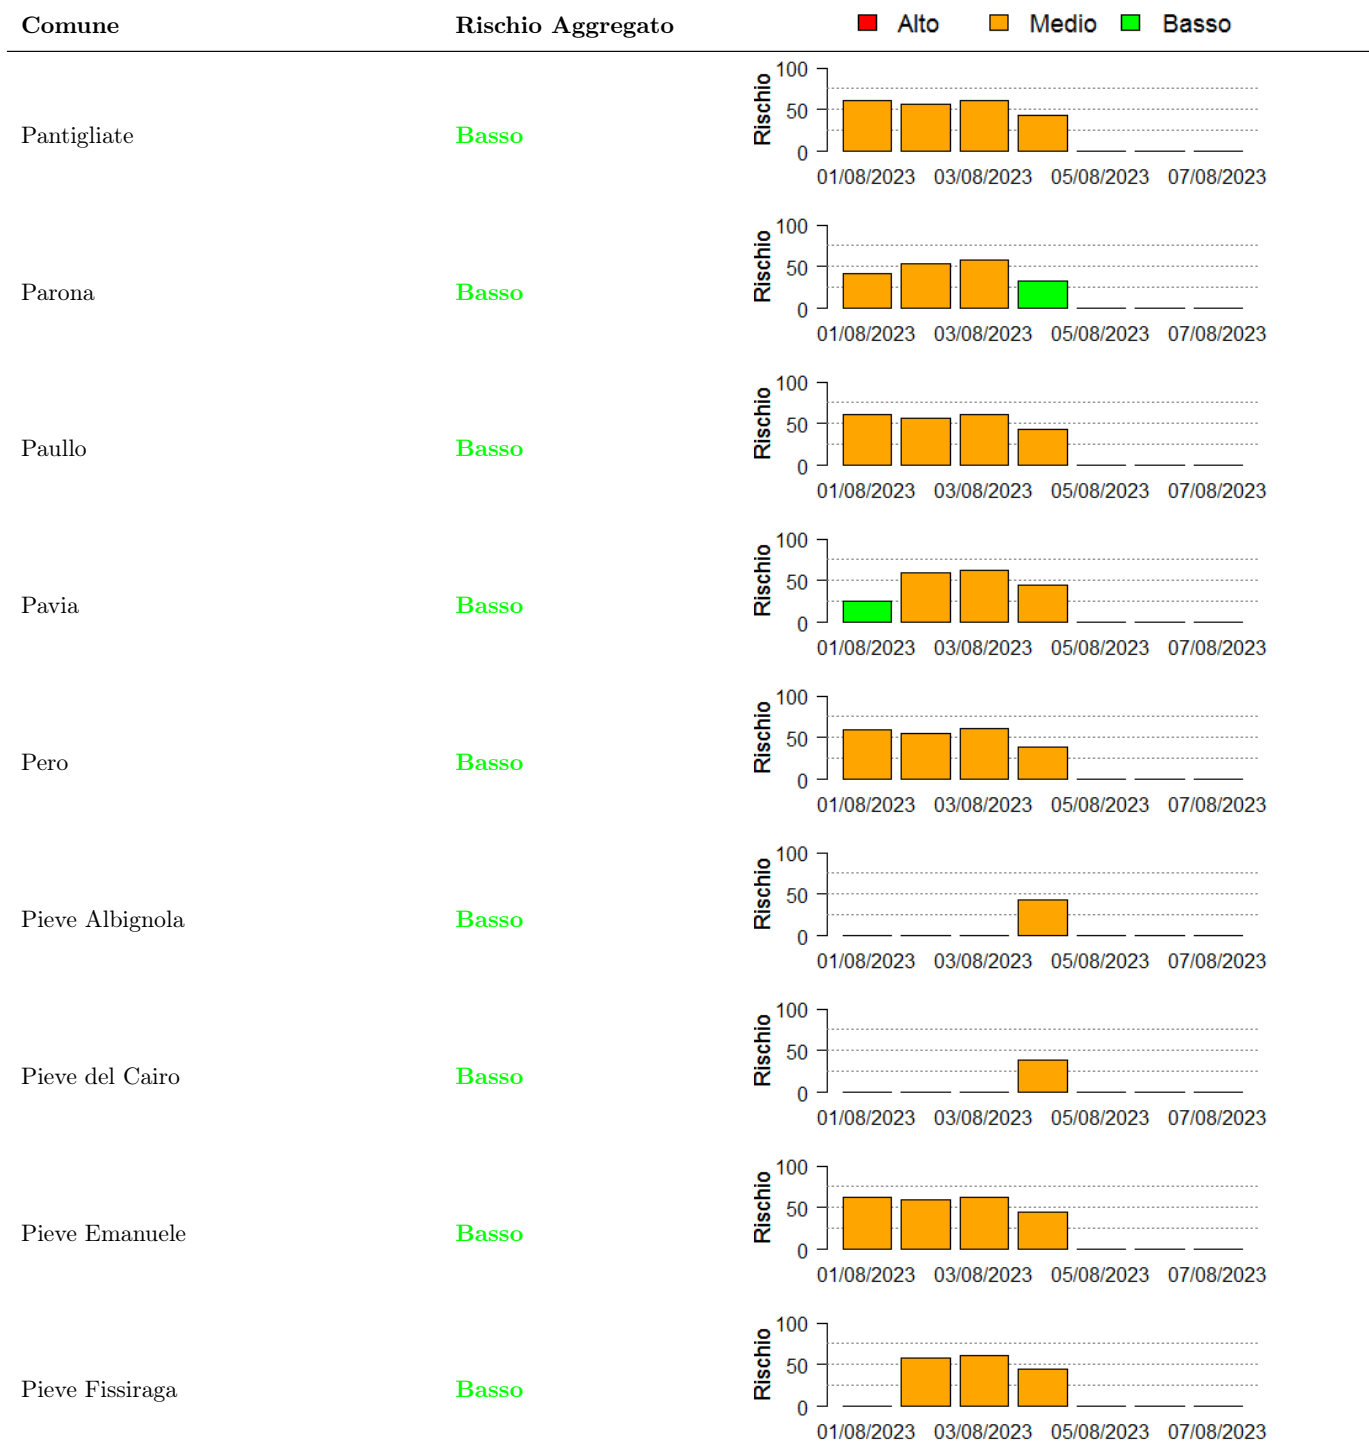 Comune Rischio Aggregato Alto Medio Basso
Pantigliate Basso
Rischio
100
50
0
01/08/2023 03/08/2023 05/08/2023 07/08/2023
Parona Basso
Rischio
100
50
0
01/08/2023 03/08/2023 05/08/2023 07/08/2023
Paullo Basso
Rischio
100
50
0
01/08/2023 03/08/2023 05/08/2023 07/08/2023
Pavia Basso
Rischio
100
50
0
01/08/2023 03/08/2023 05/08/2023 07/08/2023
Pero Basso
Rischio
100
50
0
01/08/2023 03/08/2023 05/08/2023 07/08/2023
Pieve Albignola Basso
Rischio
100
50
0
01/08/2023 03/08/2023 05/08/2023 07/08/2023
Pieve del Cairo Basso
Rischio
100
50
0
01/08/2023 03/08/2023 05/08/2023 07/08/2023
Pieve Emanuele Basso
Rischio
100
50
0
01/08/2023 03/08/2023 05/08/2023 07/08/2023
Pieve Fissiraga Basso
Rischio
100
50
0
01/08/2023 03/08/2023 05/08/2023 07/08/2023